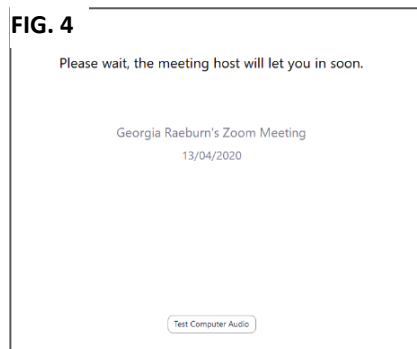 FIG. 4
Please wait, the meeting host will let you in soon.
Georgia Raeburn's Zoom Meeting
13/04/2020
Test Computer Audio